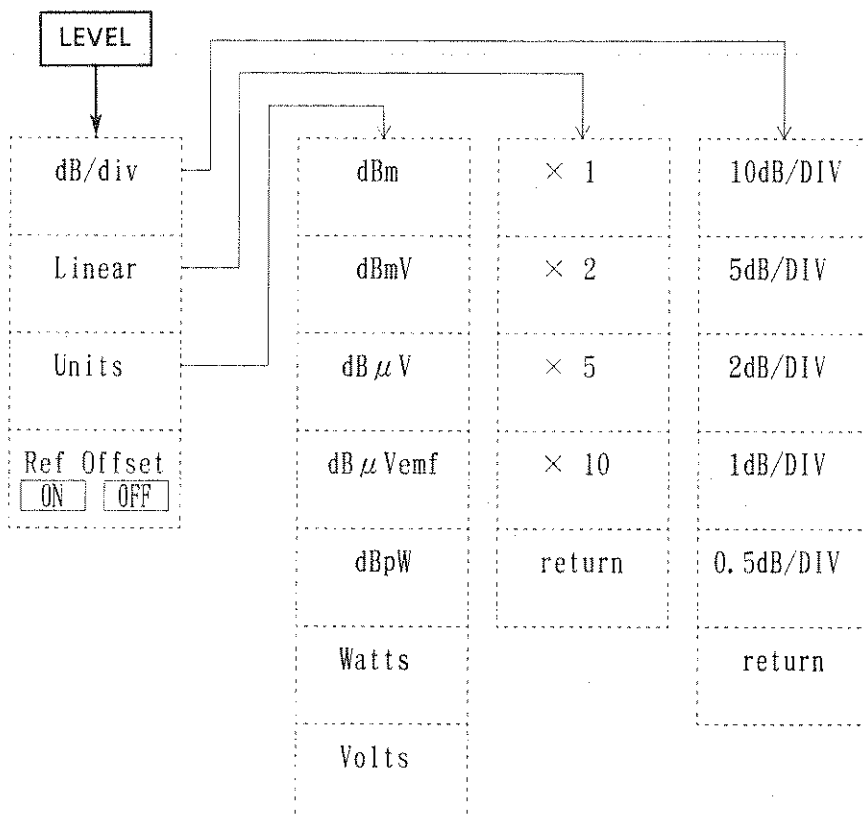 LEVEL
dB/div
Linear
Units
Ref Offset
ON OFF
dBm
dBmV
dBμV
dBμVemf
dBpW
Watts
Volts
× 1
× 2
× 5
× 10
return
10dB/DIV
5dB/DIV
2dB/DIV
1dB/DIV
0.5dB/DIV
return